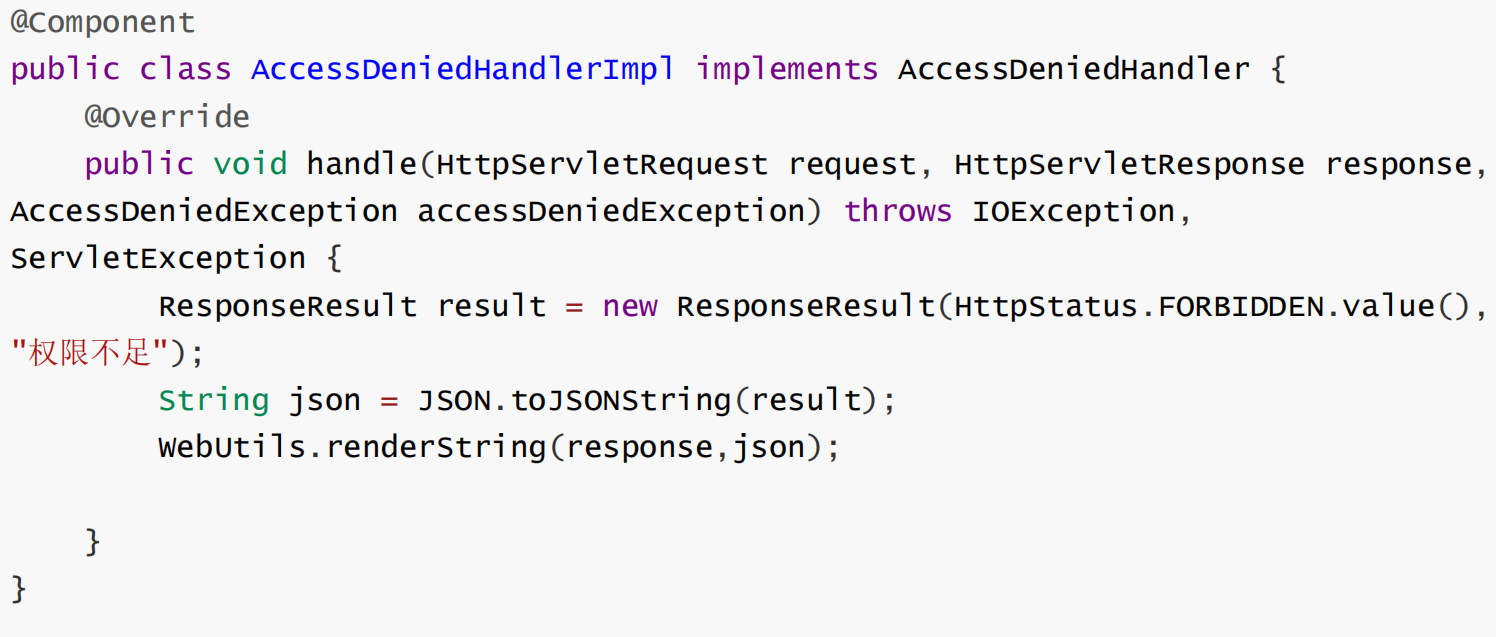 @Component
public class AccessDeniedHandlerImpl implements AccessDeniedHandler {
    @Override
    public void handle(HttpServletRequest request, HttpServletResponse response,
AccessDeniedException accessDeniedException) throws IOException,
ServletException {
        ResponseResult result = new ResponseResult(HttpStatus.FORBIDDEN.value(),
"权限不足");
        String json = JSON.toJSONString(result);
        WebUtils.renderString(response,json);
    }
}